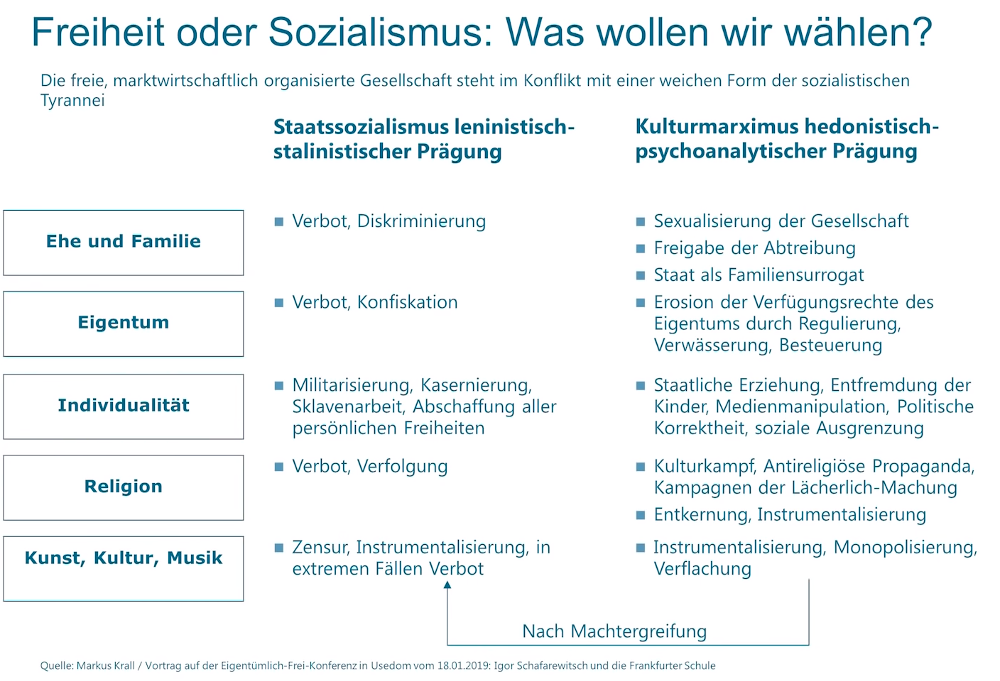 Freiheit oder Sozialismus: Was wollen wir wählen?
Die freie, marktwirtschaftlich organisierte Gesellschaft steht im Konflikt mit einer weichen Form der sozialistischen
Tyrannei
Staatssozialismus leninistisch-
stalinistischer Prägung
Kulturmarximus hedonistisch-
psychoanalytischer Prägung
Ehe und Familie
■ Verbot, Diskriminierung
■ Sexualisierung der Gesellschaft
■ Freigabe der Abtreibung
■ Staat als Familiensurrogat
Eigentum
■ Verbot, Konfiskation
■ Erosion der Verfügungsrechte des
Eigentums durch Regulierung,
Verwässerung, Besteuerung
Individualität
■ Militarisierung, Kasernierung,
Sklavenarbeit, Abschaffung aller
persönlichen Freiheiten
■ Staatliche Erziehung, Entfremdung der
Kinder, Medienmanipulation, Politische
Korrektheit, soziale Ausgrenzung
Religion
■ Verbot, Verfolgung
■ Kulturkampf, Antireligiöse Propaganda,
Kampagnen der Lächerlich-Machung
■ Entkernung, Instrumentalisierung
Kunst, Kultur, Musik
■ Zensur, Instrumentalisierung, in
extremen Fällen Verbot
■ Instrumentalisierung, Monopolisierung,
Verflachung
Nach Machtergreifung
Quelle: Markus Krall / Vortrag auf der Eigentümlich-Frei-Konferenz in Usedom vom 18.01.2019: Igor Schafarewitsch und die Frankfurter Schule